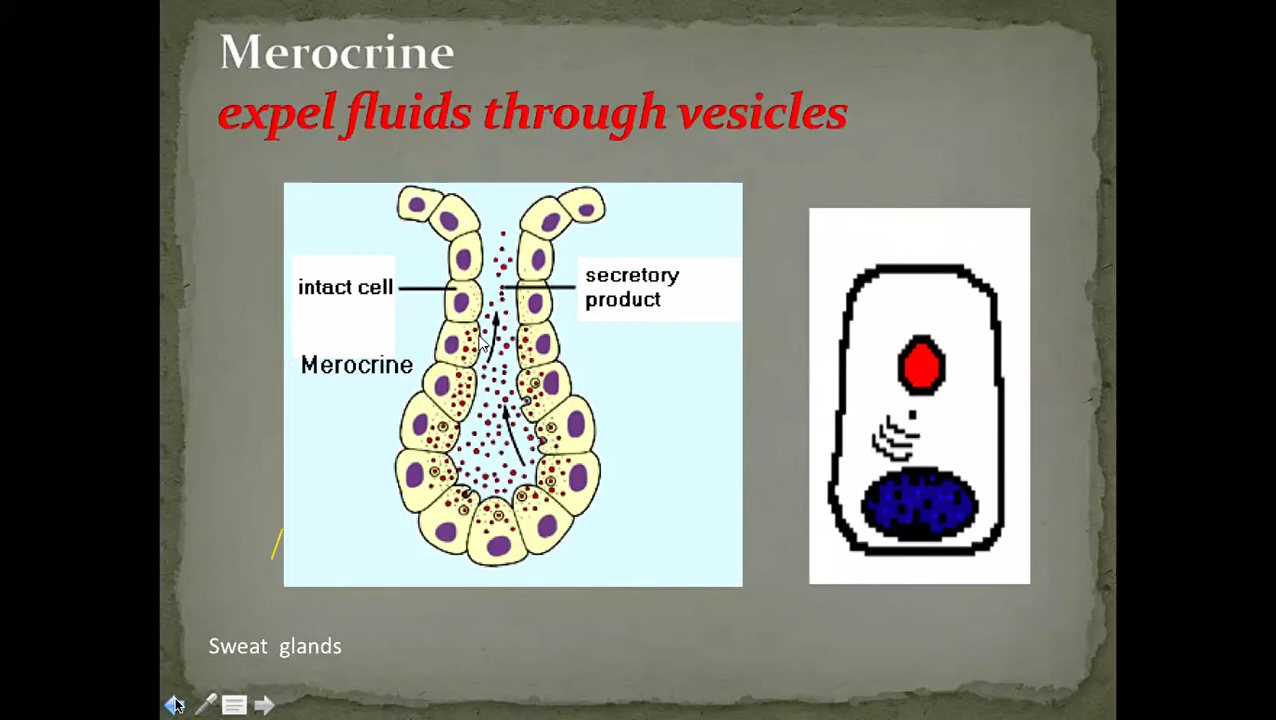 Merocrine
expel fluids through vesicles
intact cell
secretory
product
Merocrine
Sweat glands